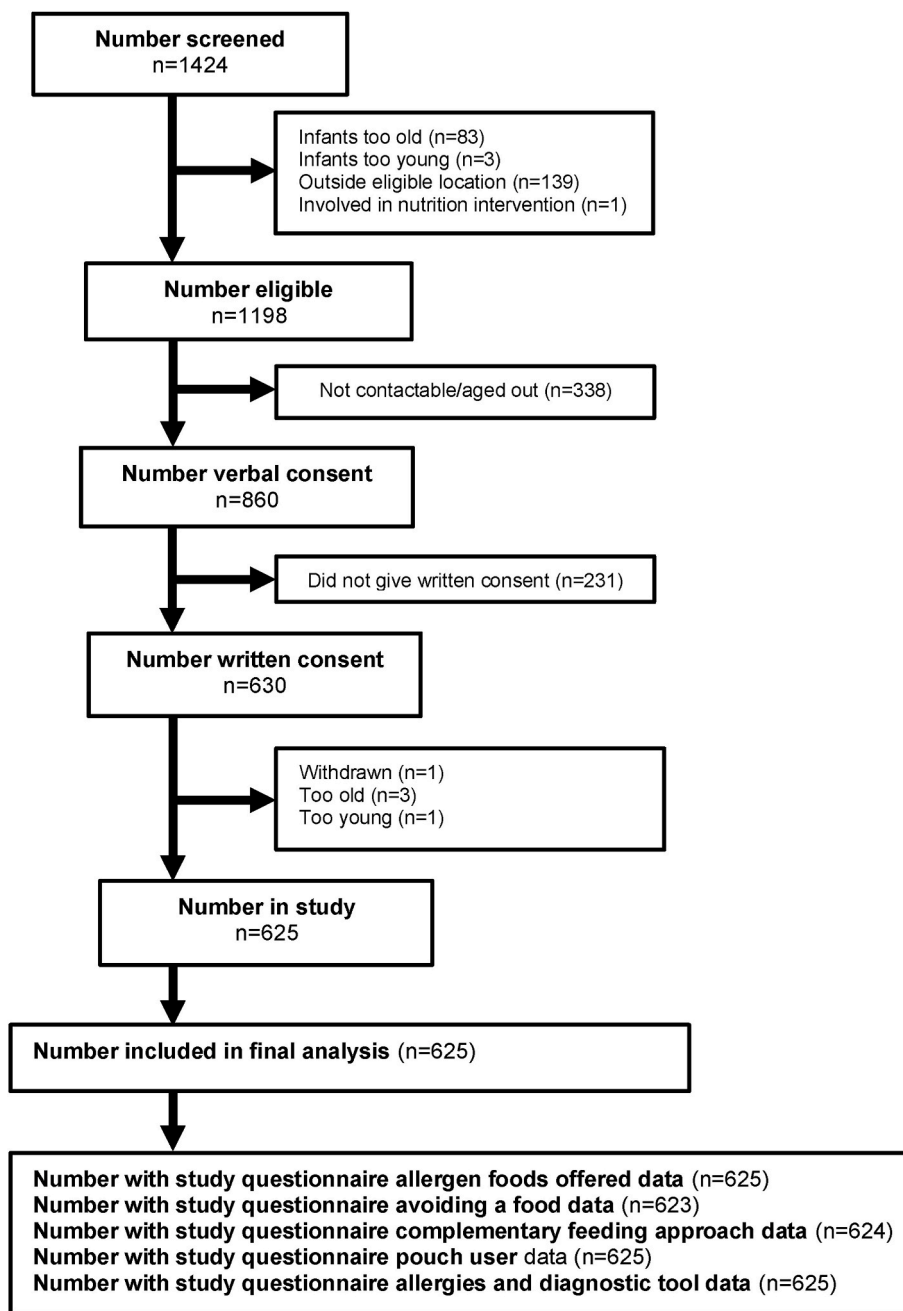 Number screened
n=1424
Infants too old (n=83)
Infants too young (n=3)
Outside eligible location (n=139)
Involved in nutrition intervention (n=1)
Number eligible
n=1198
Not contactable/aged out (n=338)
Number verbal consent
n=860
Did not give written consent (n=231)
Number written consent
n=630
Withdrawn (n=1)
Too old (n=3)
Too young (n=1)
Number in study
n=625
Number included in final analysis (n=625)
Number with study questionnaire allergen foods offered data (n=625)
Number with study questionnaire avoiding a food data (n=623)
Number with study questionnaire complementary feeding approach data (n=624)
Number with study questionnaire pouch user data (n=625)
Number with study questionnaire allergies and diagnostic tool data (n=625)